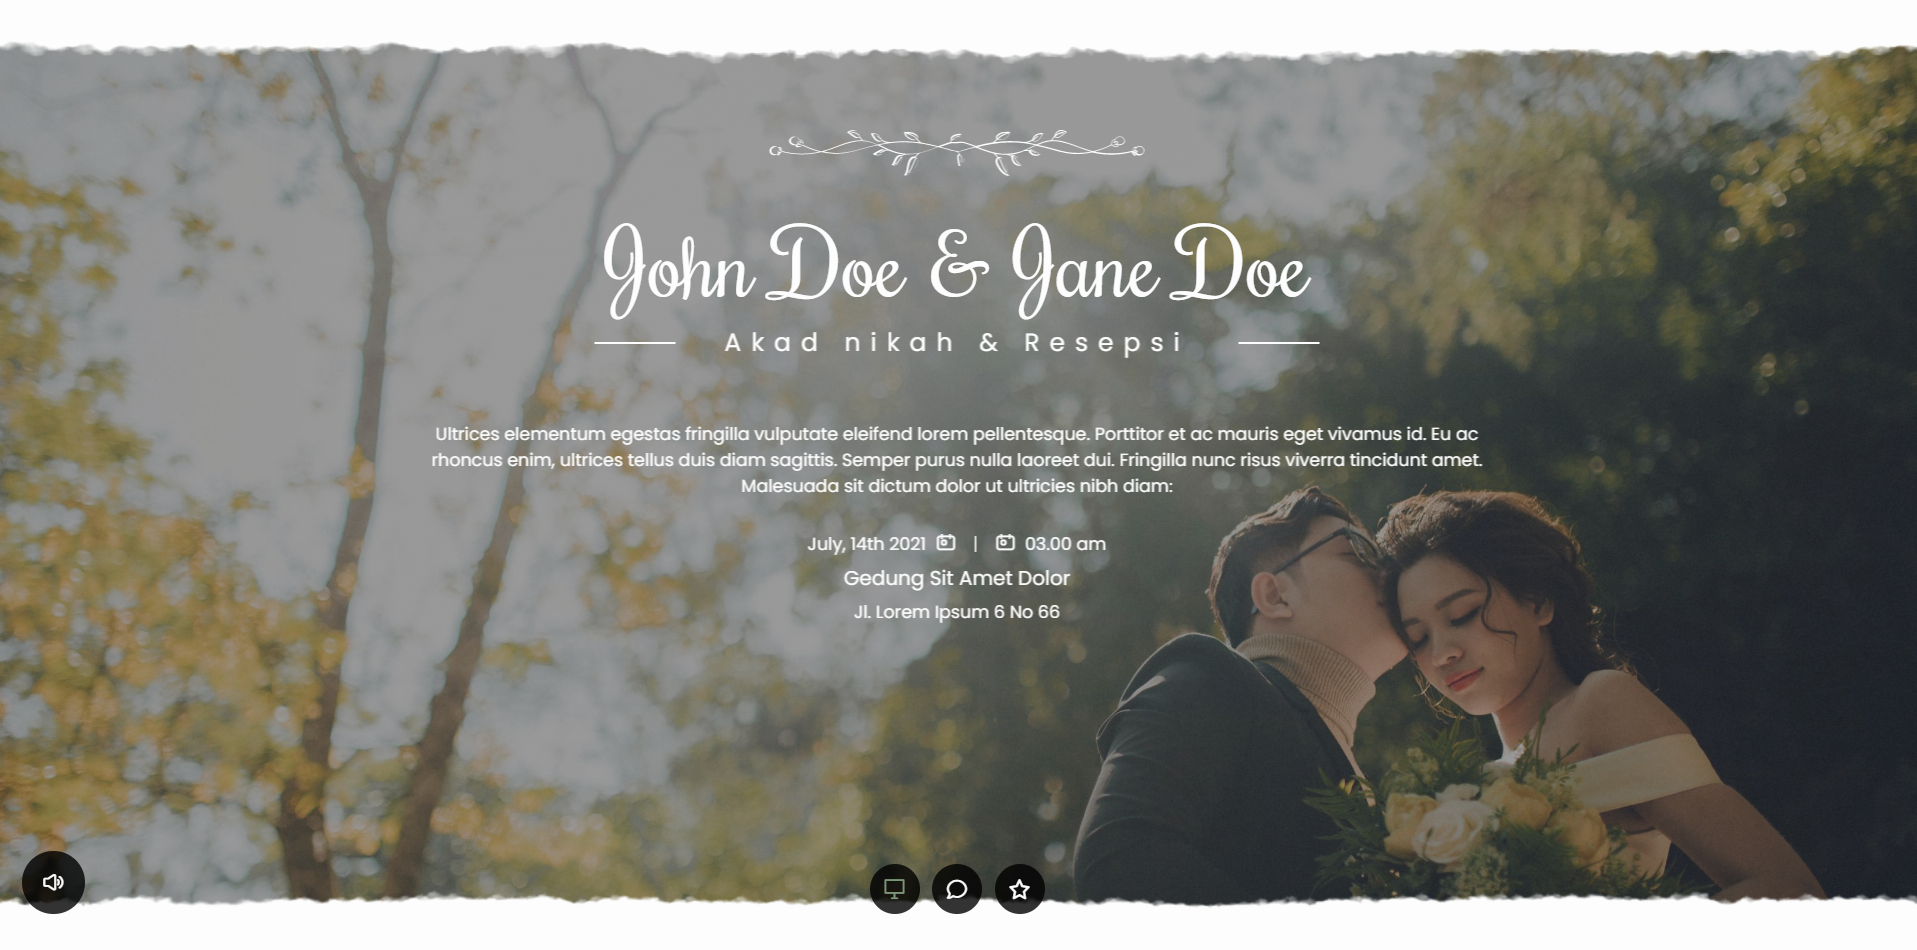 John Doe & Jane Doe
Akad nikah & Resepsi
Ultrices elementum egestas fringilla vulputate eleifend lorem pellentesque. Porttitor et ac mauris eget vivamus id. Eu ac
rhoncus enim, ultrices tellus duis diam sagittis. Semper purus nulla laoreet dui. Fringilla nunc risus viverra tincidunt amet.
Malesuada sit dictum dolor ut ultricies nibh diam:
July, 14th 2021 | 03.00 am
Gedung Sit Amet Dolor
Jl. Lorem Ipsum 6 No 66